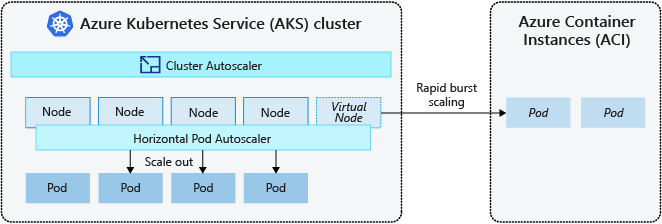 Azure Kubernetes Service (AKS) cluster
Cluster Autoscaler
Node
Node
Node
Node
Virtual
Node
Horizontal Pod Autoscaler
Scale out
Pod
Pod
Pod
Pod
Rapid burst
scaling
Azure Container
Instances (ACI)
Pod
Pod